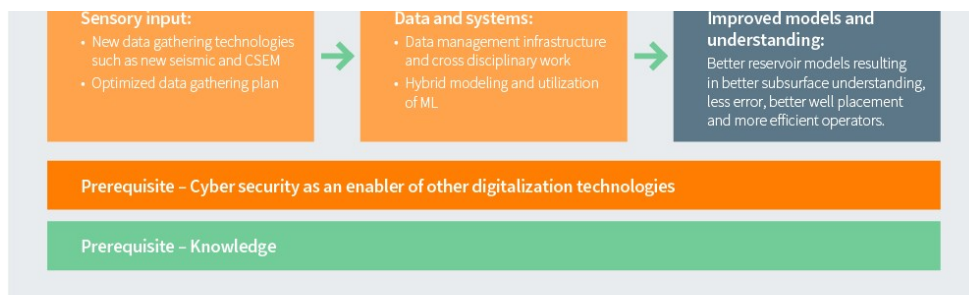 Sensory input:
• New data gathering technologies
such as new seismic and CSEM
• Optimized data gathering plan
Data and systems:
• Data management infrastructure
and cross disciplinary work
• Hybrid modeling and utilization
of ML
Improved models and
understanding:
Better reservoir models resulting
in better subsurface understanding,
less error, better well placement
and more efficient operators.
Prerequisite – Cyber security as an enabler of other digitalization technologies
Prerequisite – Knowledge